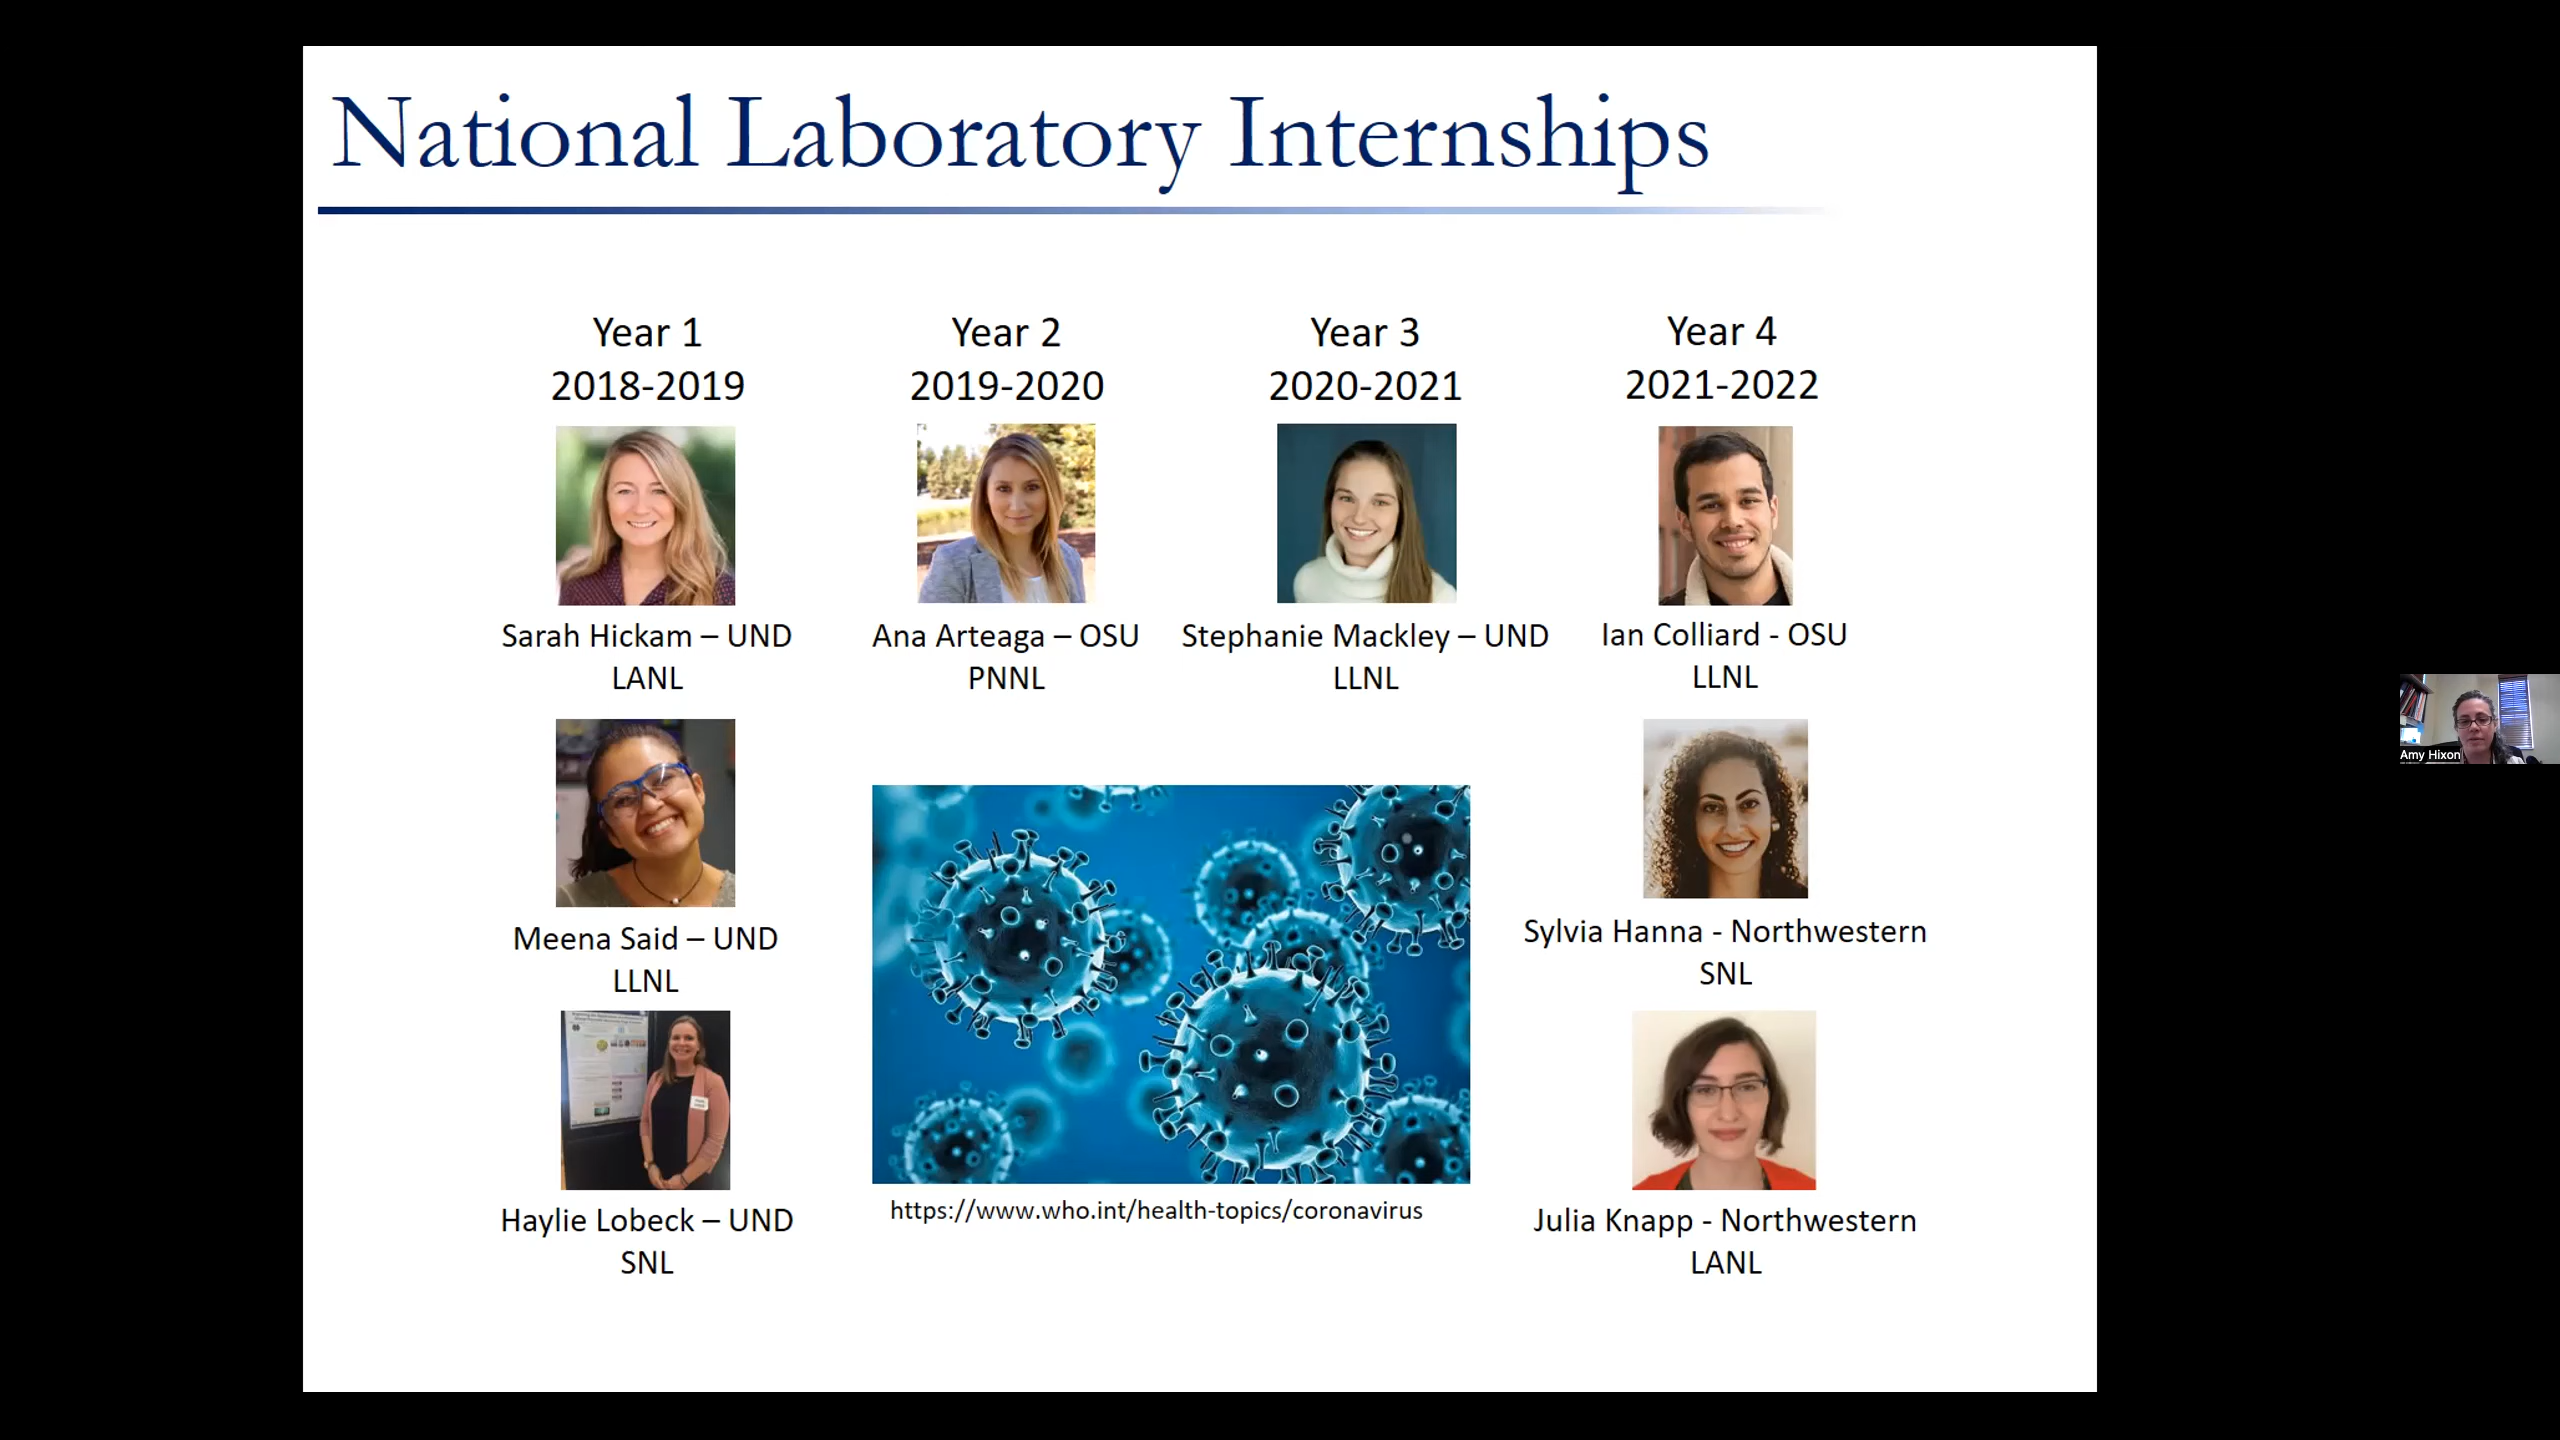 National Laboratory Internships
Year 1
2018-2019
Year 2
2019-2020
Year 3
2020-2021
Year 4
2021-2022
Sarah Hickam – UND
LANL
Ana Arteaga – OSU
PNNL
Stephanie Mackley – UND
LLNL
Ian Colliard - OSU
LLNL
Meena Said – UND
LLNL
Sylvia Hanna - Northwestern
SNL
https://www.who.int/health-topics/coronavirus
Haylie Lobeck – UND
SNL
Julia Knapp - Northwestern
LANL
Amy Hixon